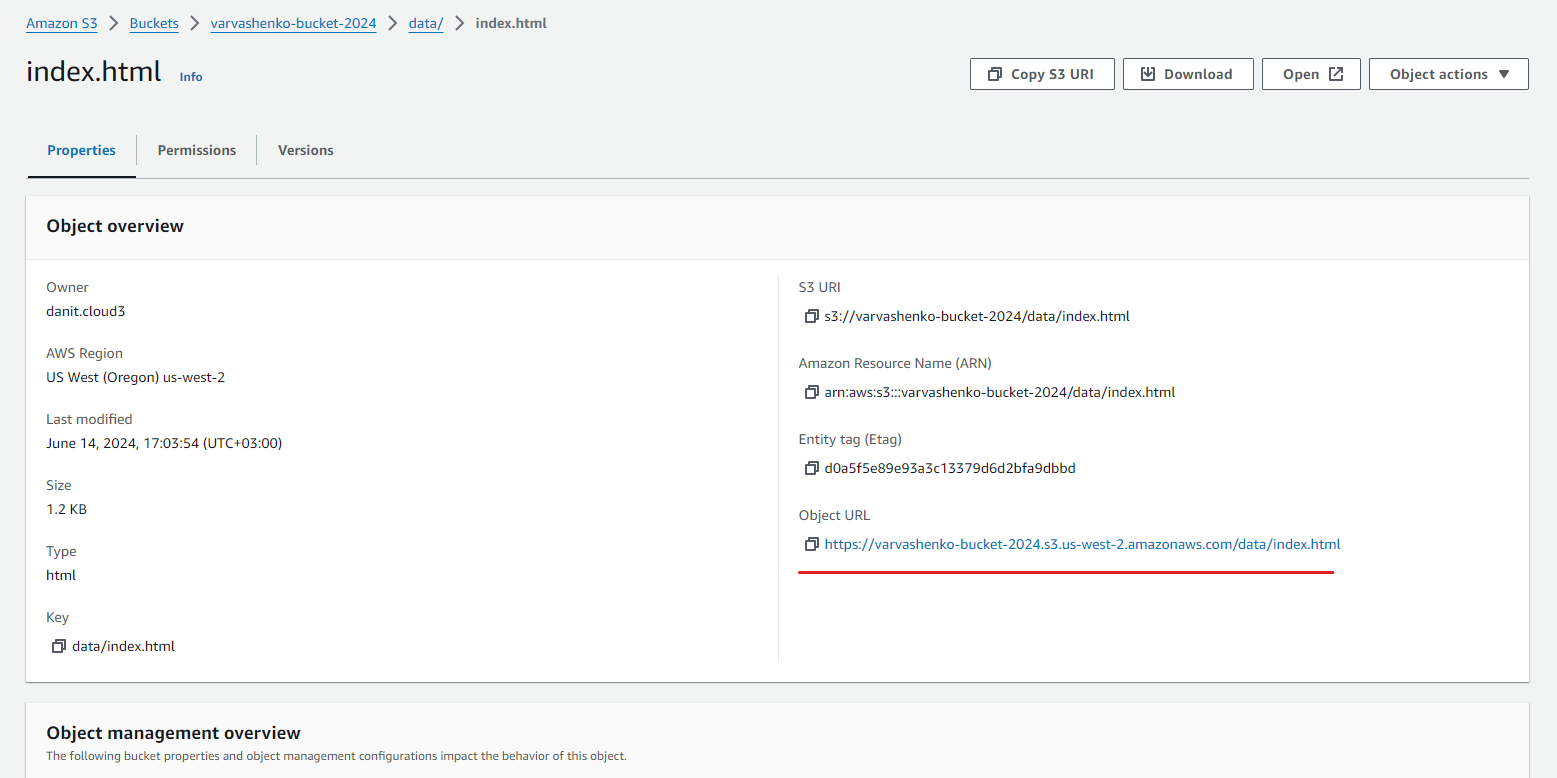 Amazon S3 > Buckets > varvashenko-bucket-2024 > data/ > index.html
index.html Info
Copy S3 URI Download Open Object actions
Properties Permissions Versions
Object overview
Owner
danit.cloud3
AWS Region
US West (Oregon) us-west-2
Last modified
June 14, 2024, 17:03:54 (UTC+03:00)
Size
1.2 KB
Type
html
Key
data/index.html
S3 URI
s3://varvashenko-bucket-2024/data/index.html
Amazon Resource Name (ARN)
arn:aws:s3:::varvashenko-bucket-2024/data/index.html
Entity tag (Etag)
d0a5f5e89e93a3c13379d6d2bfa9dbbd
Object URL
https://varvashenko-bucket-2024.s3.us-west-2.amazonaws.com/data/index.html
Object management overview
The following bucket properties and object management configurations impact the behavior of this object.